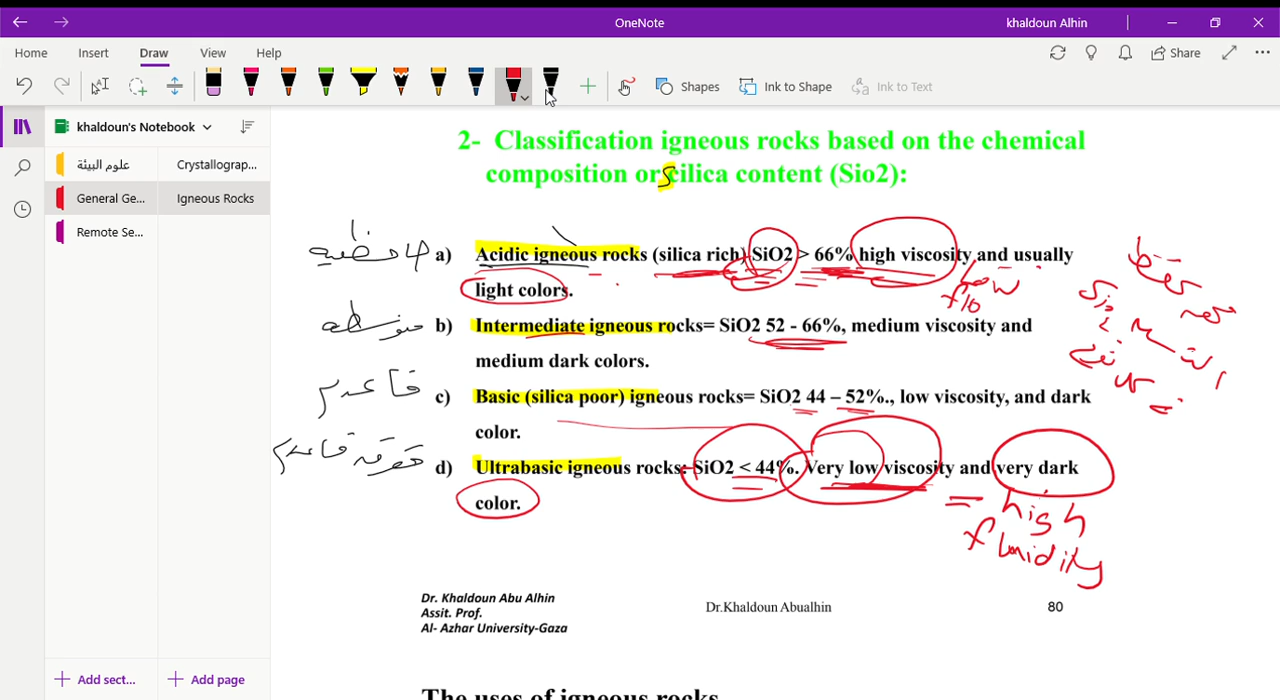 OneNote
khaldoun Alhin
Home Insert Draw View Help
Share
Shapes Ink to Shape Ink to Text
khaldoun's Notebook
علوم البيئة Crystallograp...
General Ge... Igneous Rocks
Remote Se...
2- Classification igneous rocks based on the chemical
composition or silica content (Sio2):
حامضية a) Acidic igneous rocks (silica rich) SiO2 > 66% high viscosity and usually
light colors.
low
flo
متوسطة b) Intermediate igneous rocks= SiO2 52 - 66%, medium viscosity and
medium dark colors.
قاعدية c) Basic (silica poor) igneous rocks= SiO2 44 – 52%., low viscosity, and dark
color.
فوق قاعدية d) Ultrabasic igneous rocks: SiO2 < 44%. Very low viscosity and very dark
color.
= high
fluidity
Dr. Khaldoun Abu Alhin
Assit. Prof.
Al- Azhar University-Gaza
Dr.Khaldoun Abualhin
80
Add sect... Add page
The uses of igneous rocks